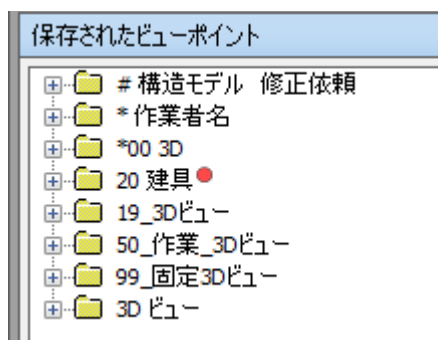 保存されたビューポイント
# 構造モデル 修正依頼
* 作業者名
*00 3D
20 建具
19_3Dビュー
50_作業_3Dビュー
99_固定3Dビュー
3D ビュー